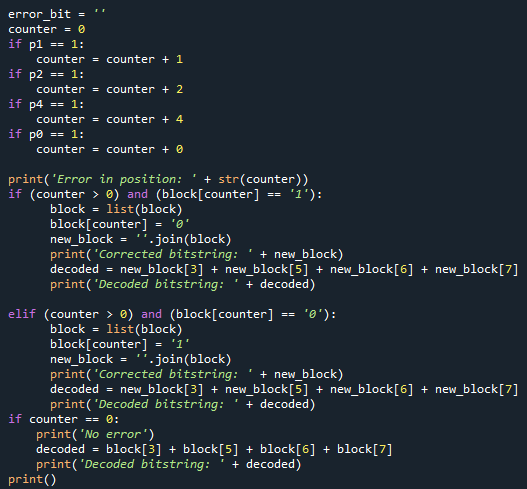 error_bit = ''
counter = 0
if p1 == 1:
    counter = counter + 1
if p2 == 1:
    counter = counter + 2
if p4 == 1:
    counter = counter + 4
if p0 == 1:
    counter = counter + 0

print('Error in position: ' + str(counter))
if (counter > 0) and (block[counter] == '1'):
      block = list(block)
      block[counter] = '0'
      new_block = ''.join(block)
      print('Corrected bitstring: ' + new_block)
      decoded = new_block[3] + new_block[5] + new_block[6] + new_block[7]
      print('Decoded bitstring: ' + decoded)

elif (counter > 0) and (block[counter] == '0'):
      block = list(block)
      block[counter] = '1'
      new_block = ''.join(block)
      print('Corrected bitstring: ' + new_block)
      decoded = new_block[3] + new_block[5] + new_block[6] + new_block[7]
      print('Decoded bitstring: ' + decoded)
if counter == 0:
    print('No error')
    decoded = block[3] + block[5] + block[6] + block[7]
    print('Decoded bitstring: ' + decoded)
print()